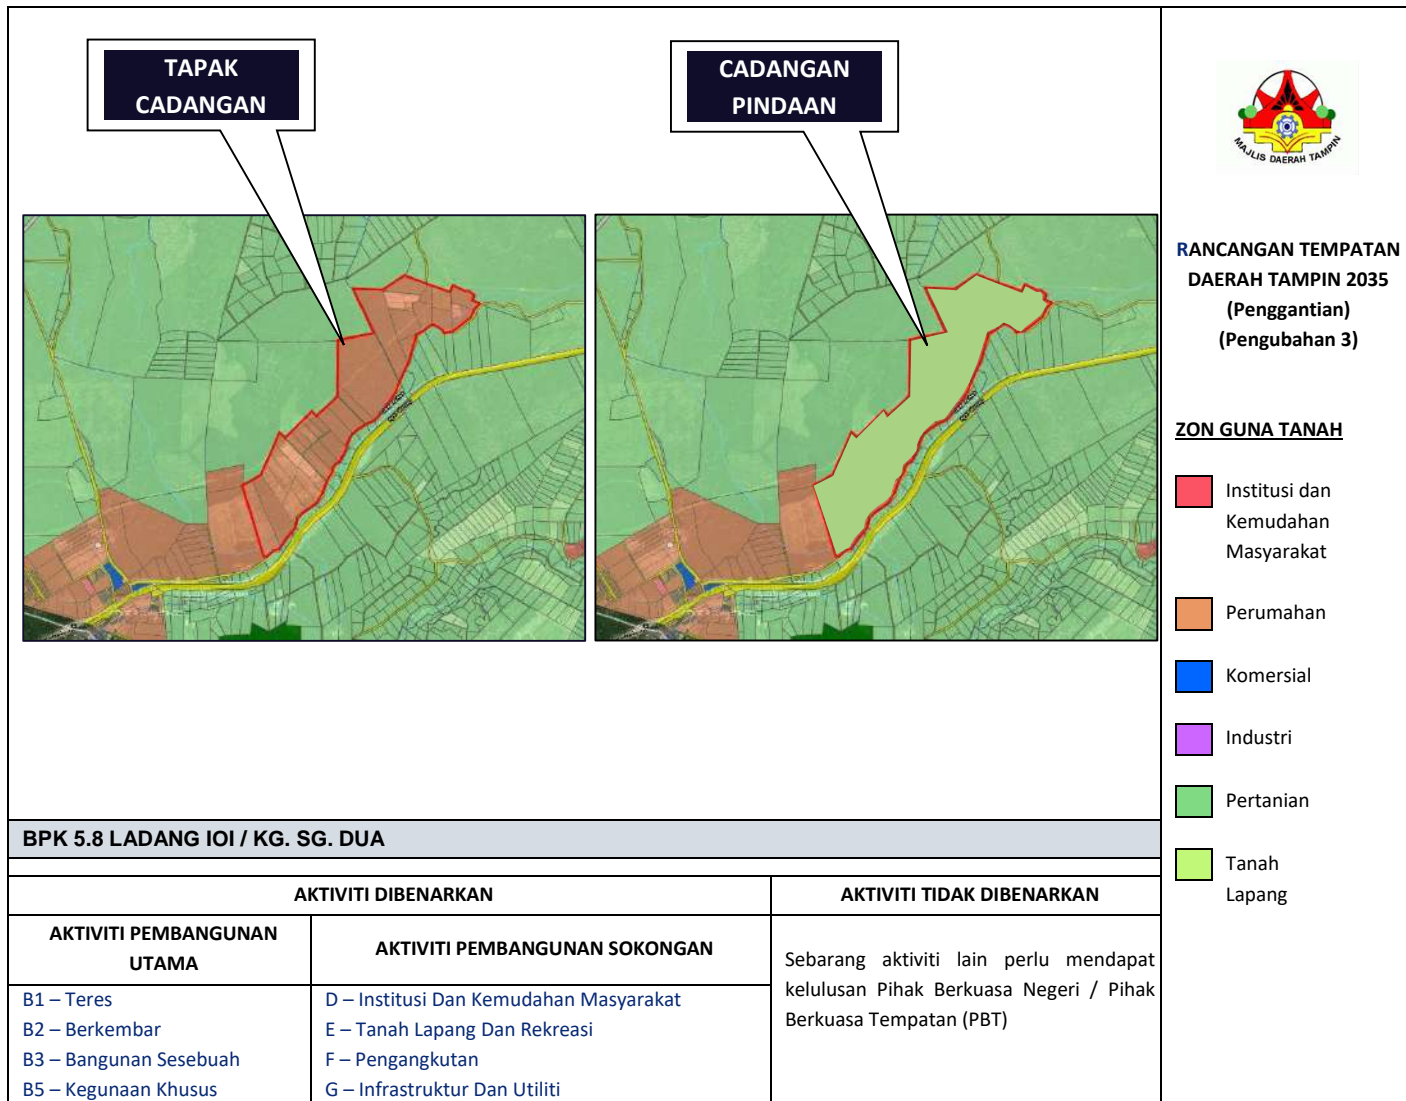 TAPAK
CADANGAN
CADANGAN
PINDAAN
MAJLIS DAERAH TAMPIN
RANCANGAN TEMPATAN
DAERAH TAMPIN 2035
(Penggantian)
(Pengubahan 3)
ZON GUNA TANAH
Institusi dan
Kemudahan
Masyarakat
Perumahan
Komersial
Industri
Pertanian
Tanah
Lapang
BPK 5.8 LADANG IOI / KG. SG. DUA
AKTIVITI DIBENARKAN
AKTIVITI TIDAK DIBENARKAN
AKTIVITI PEMBANGUNAN
UTAMA
AKTIVITI PEMBANGUNAN SOKONGAN
Sebarang aktiviti lain perlu mendapat
kelulusan Pihak Berkuasa Negeri / Pihak
Berkuasa Tempatan (PBT)
B1 – Teres
B2 – Berkembar
B3 – Bangunan Sesebuah
B5 – Kegunaan Khusus
D – Institusi Dan Kemudahan Masyarakat
E – Tanah Lapang Dan Rekreasi
F – Pengangkutan
G – Infrastruktur Dan Utiliti